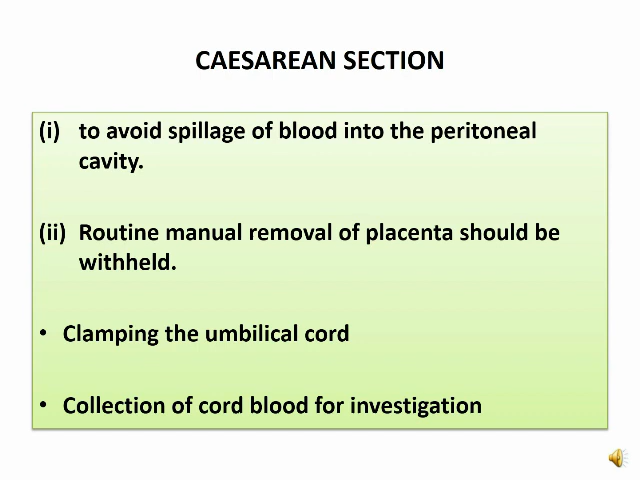 CAESAREAN SECTION
(i) to avoid spillage of blood into the peritoneal
cavity.
(ii) Routine manual removal of placenta should be
withheld.
• Clamping the umbilical cord
• Collection of cord blood for investigation